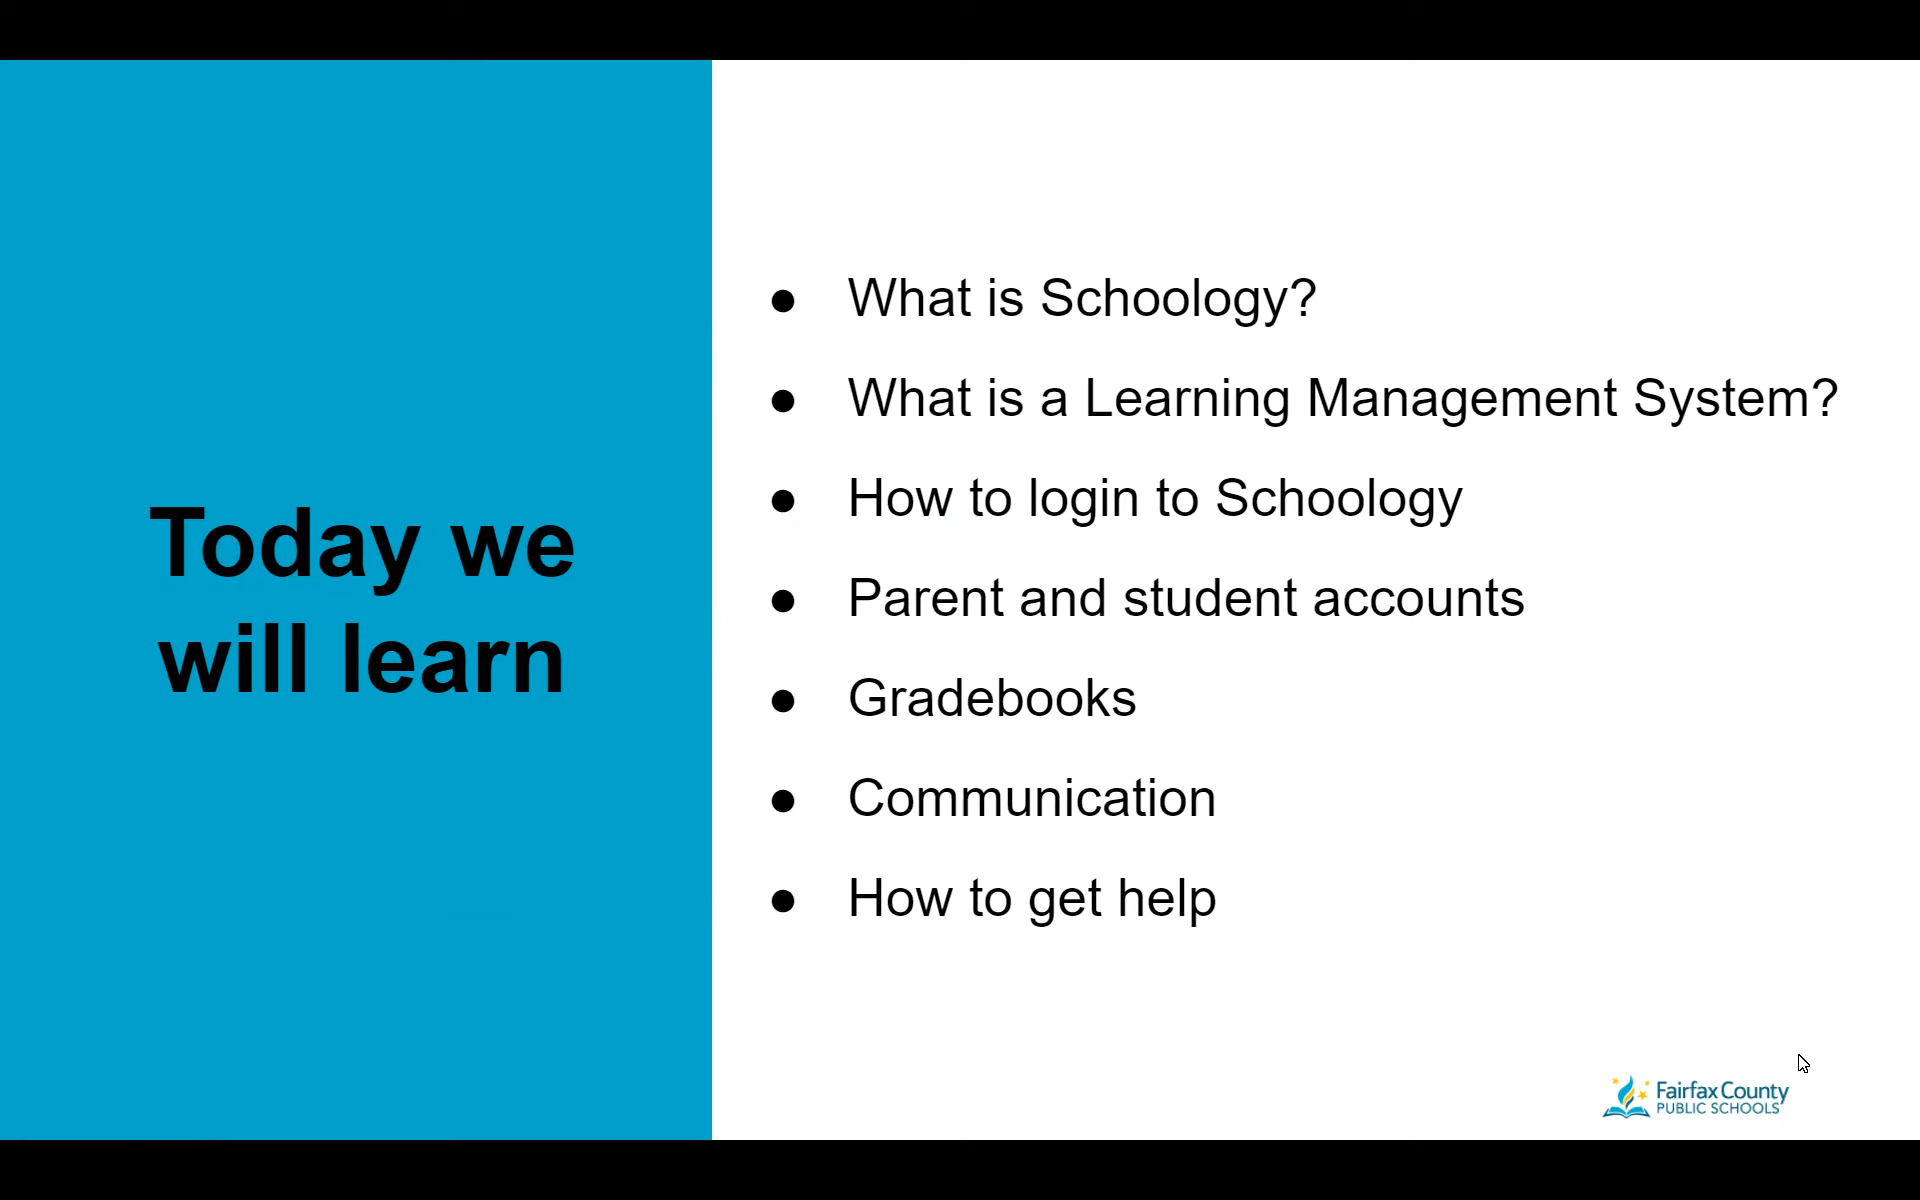 Today we
will learn
● What is Schoology?
● What is a Learning Management System?
● How to login to Schoology
● Parent and student accounts
● Gradebooks
● Communication
● How to get help
Fairfax County
PUBLIC SCHOOLS